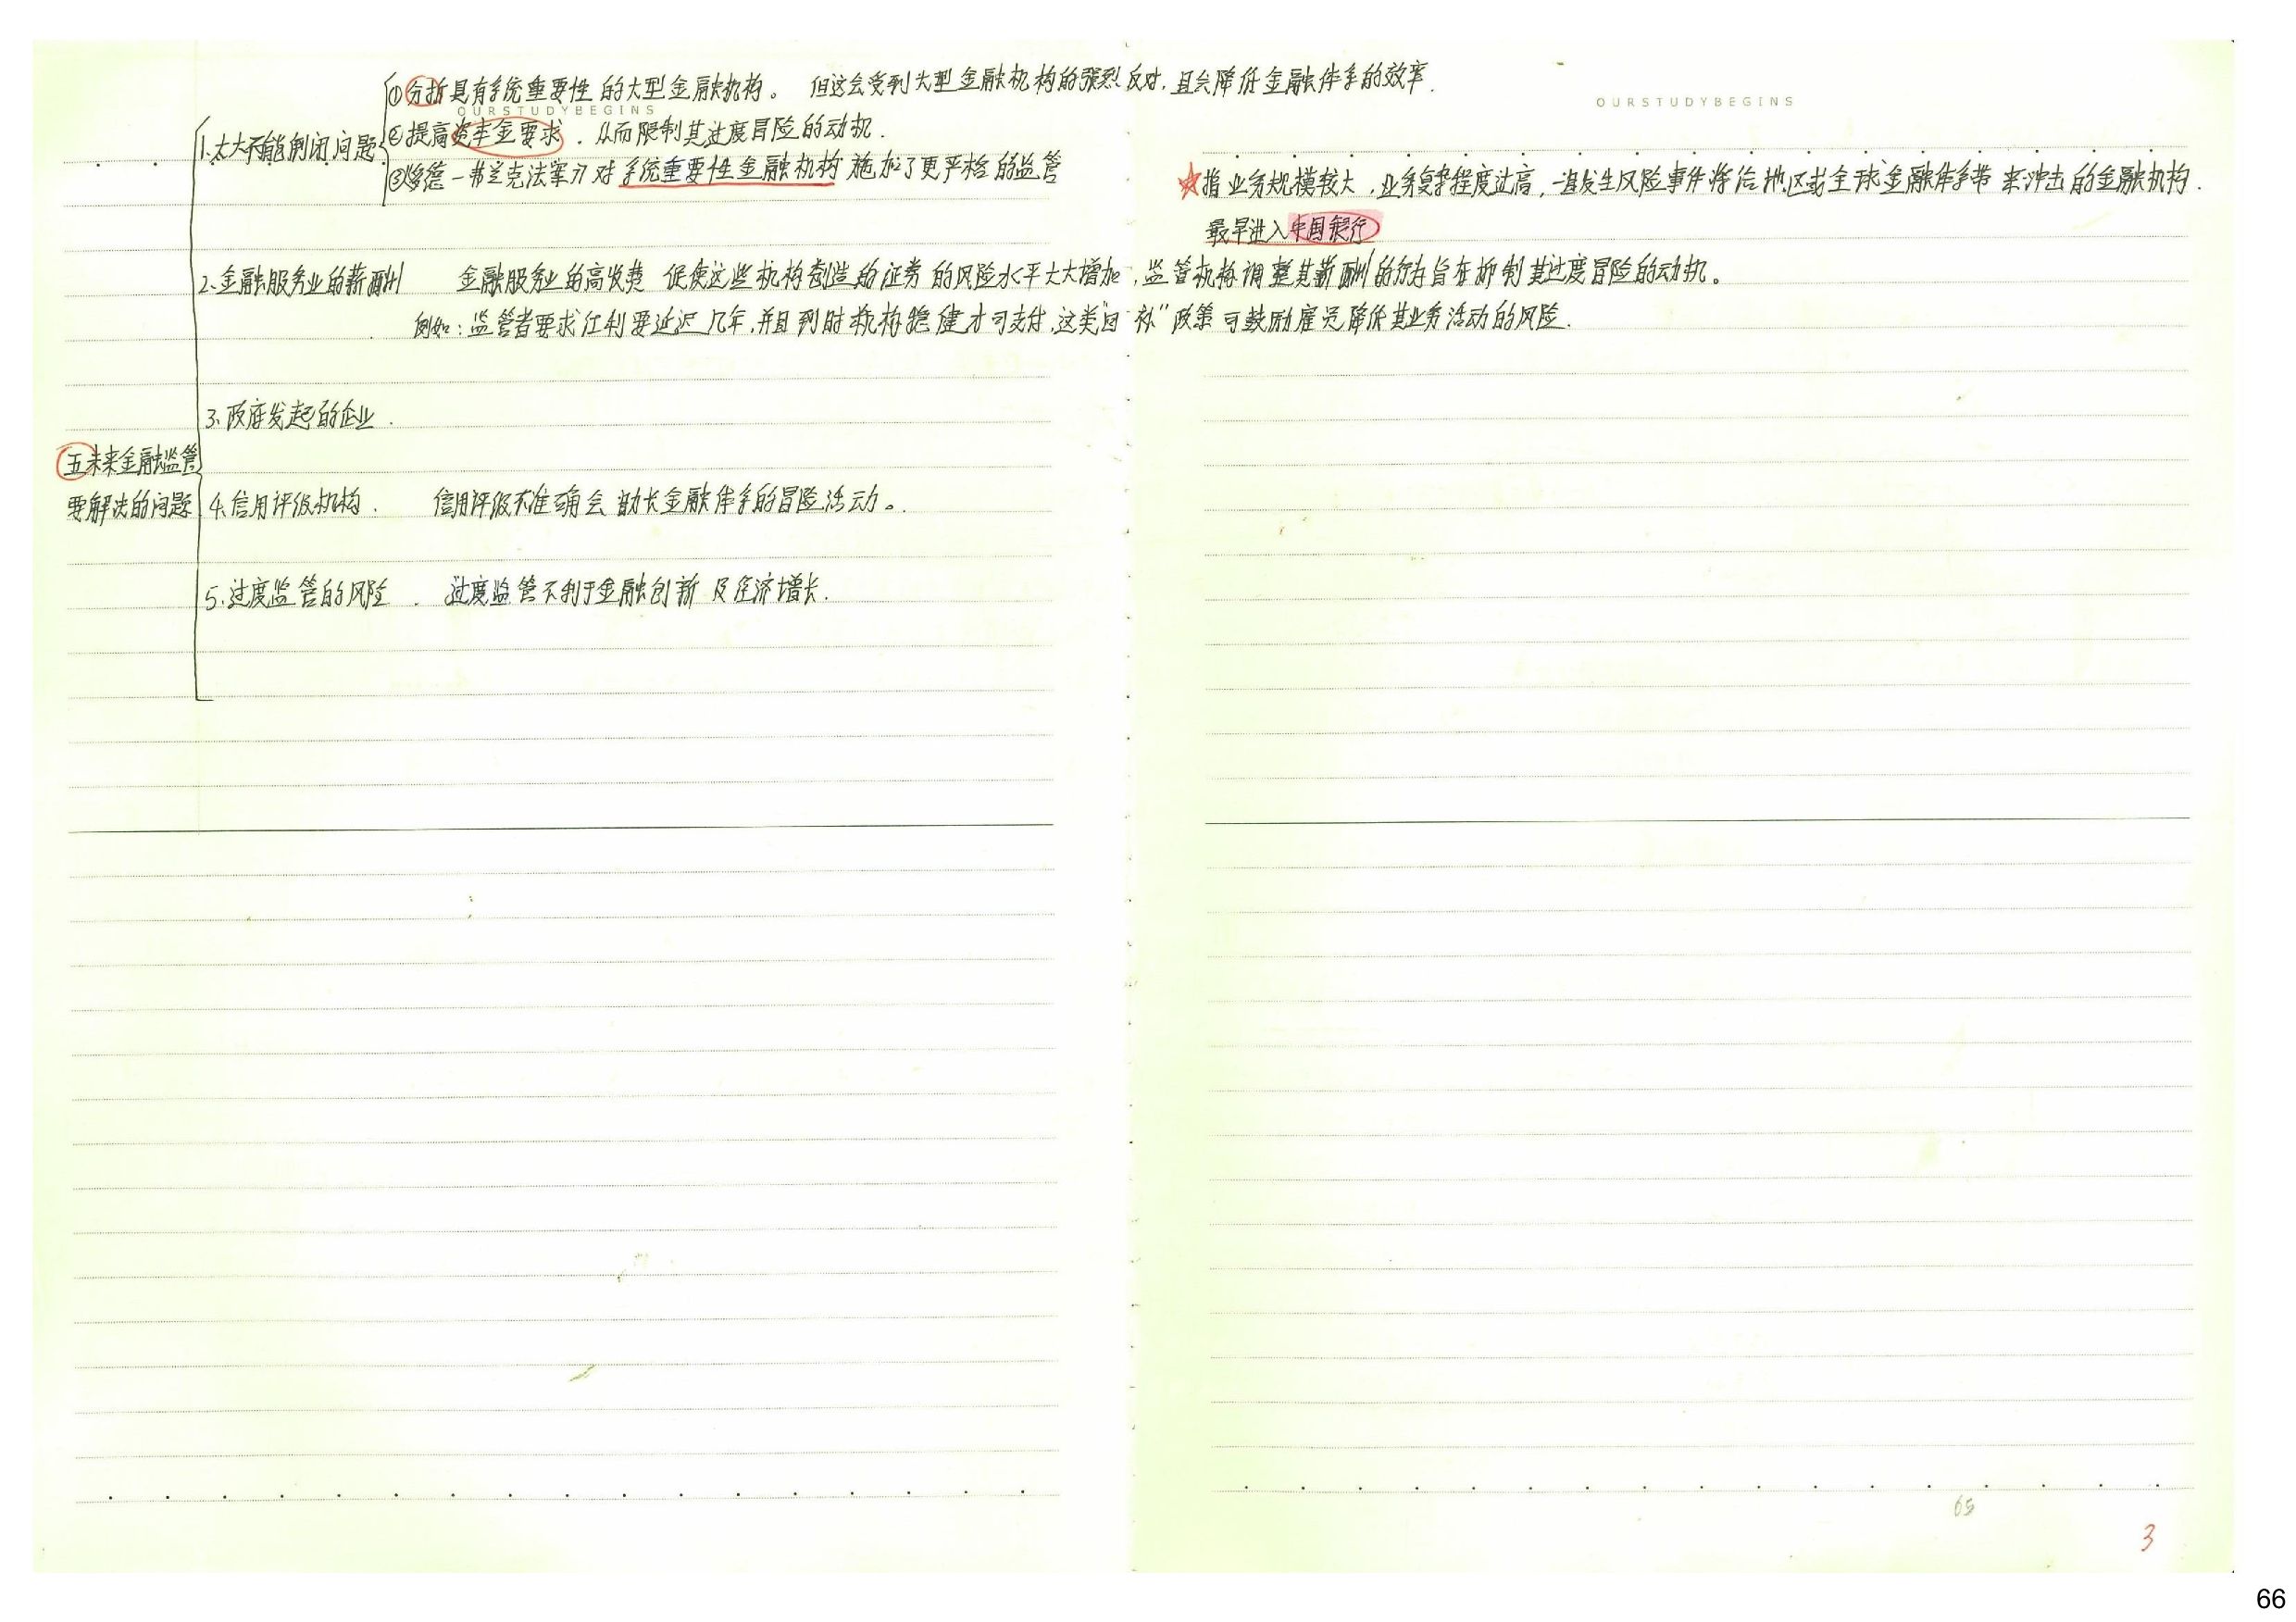 ①分拆具有系统重要性的大型金融机构。 但这会受到大型金融机构的强烈反对,且会降低金融体系的效率.
OURSTUDYBEGINS
OURSTUDYBEGINS
1.太大不能倒闭问题
②提高资本金要求.从而限制其过度冒险的动机.
③多德-弗兰克法案》对系统重要性金融机构施加了更严格的监管
☆指业务规模较大,业务复杂程度过高,一旦发生风险事件将给地区或全球金融体系带来冲击的金融机构.
最早进入中国银行
2.金融服务业的薪酬 金融服务业的高收费促使这些机构创造的证券的风险水平大大增加,监管机构调整其薪酬的行为旨在抑制其过度冒险的动机。
例如:监管者要求红利要延迟几年,并且到时机构稳健才可支付,这类"回补"政策可鼓励雇员降低其业务活动的风险.
3.政府发起的企业.
五未来金融监管
要解决的问题
4.信用评级机构. 信用评级不准确会助长金融体系的冒险活动。
5.过度监管的风险. 过度监管不利于金融创新及经济增长.
65
3
66